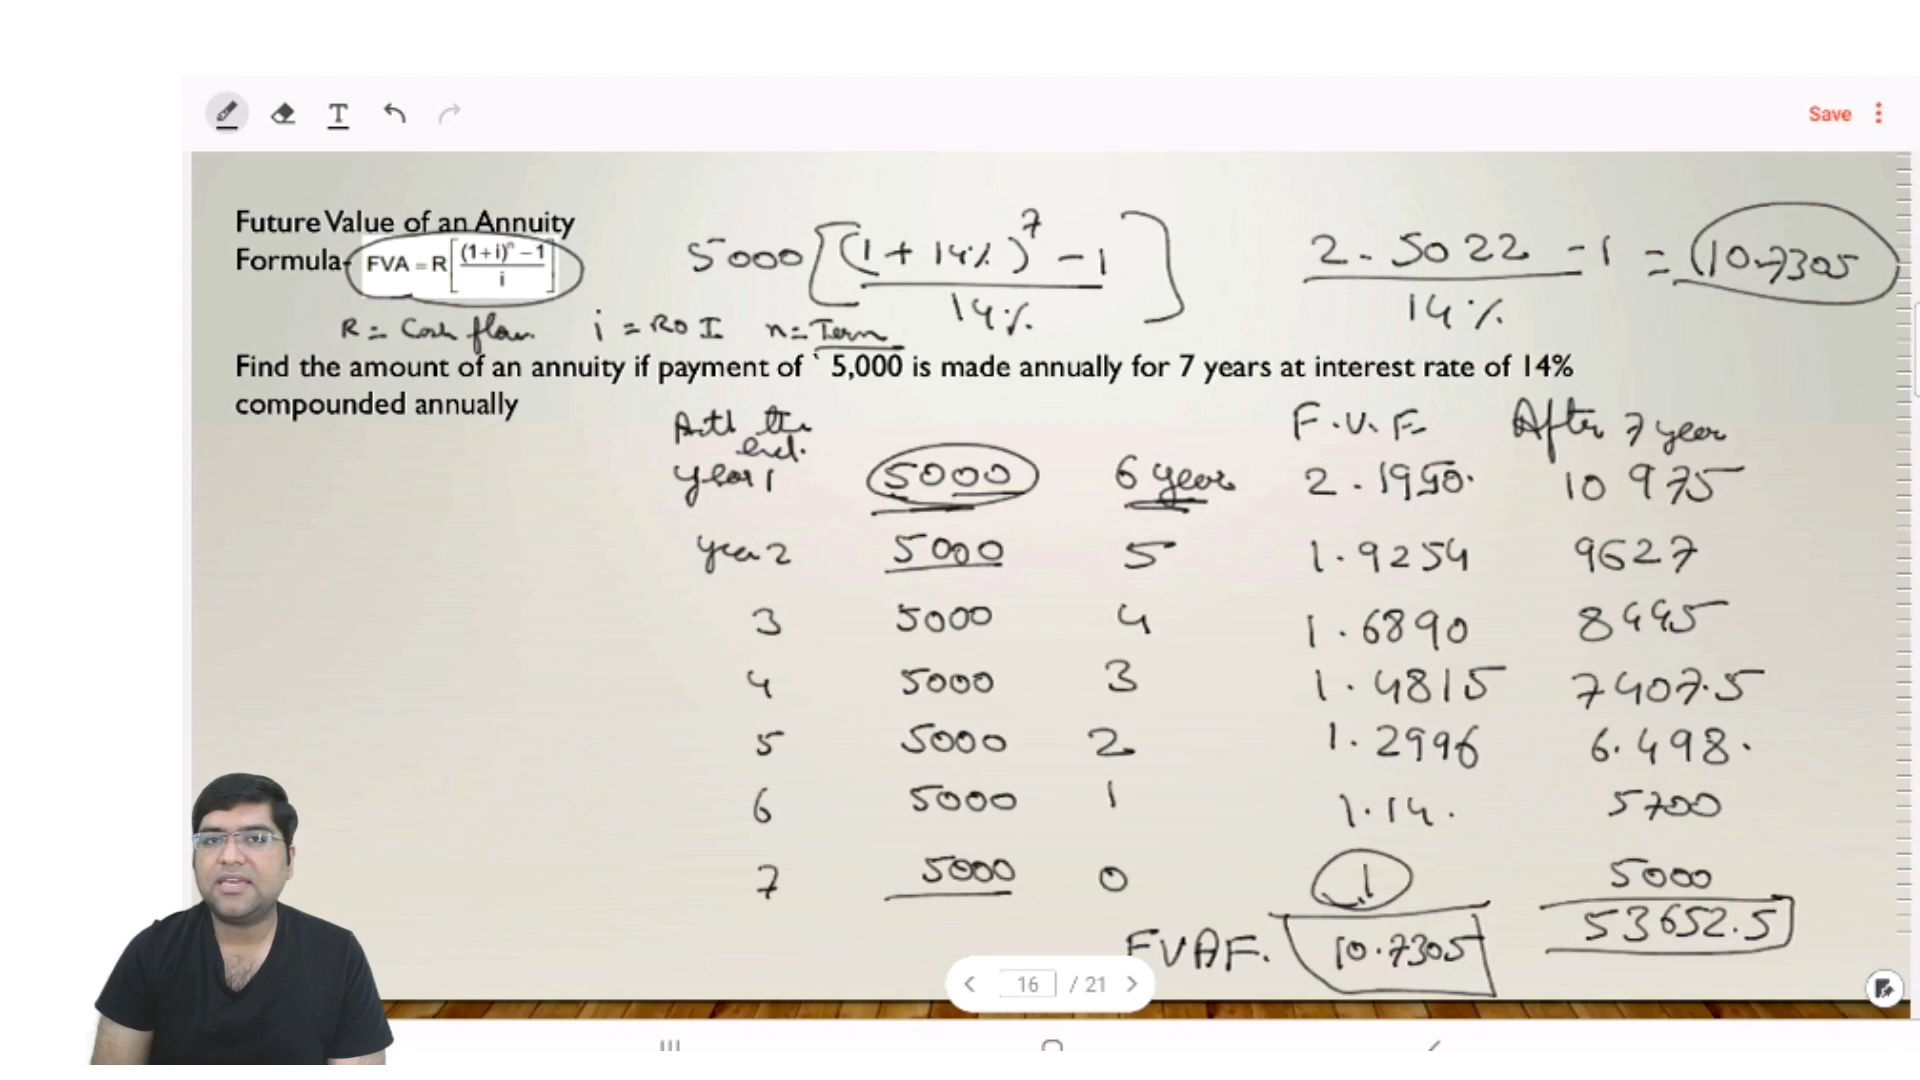 Save
Future Value of an Annuity
Formula- FVA = R[((1+i)^n − 1)/i]
5000 [((1 + 14%)^7 − 1)/14%]
(2.5022 − 1)/14% = 10.7305
R = Cash flow. i = RO I n = Term
Find the amount of an annuity if payment of ` 5,000 is made annually for 7 years at interest rate of 14%
compounded annually
At the end. F.V.F. After 7 year
year 1 5000 6 year 2.1950. 10975
year 2 5000 5 1.9254 9627
3 5000 4 1.6890 8445
4 5000 3 1.4815 7407.5
5 5000 2 1.2996 6.498.
6 5000 1 1.14. 5700
7 5000 0 1 5000
FVAF. 10.7305 53652.5
16 / 21